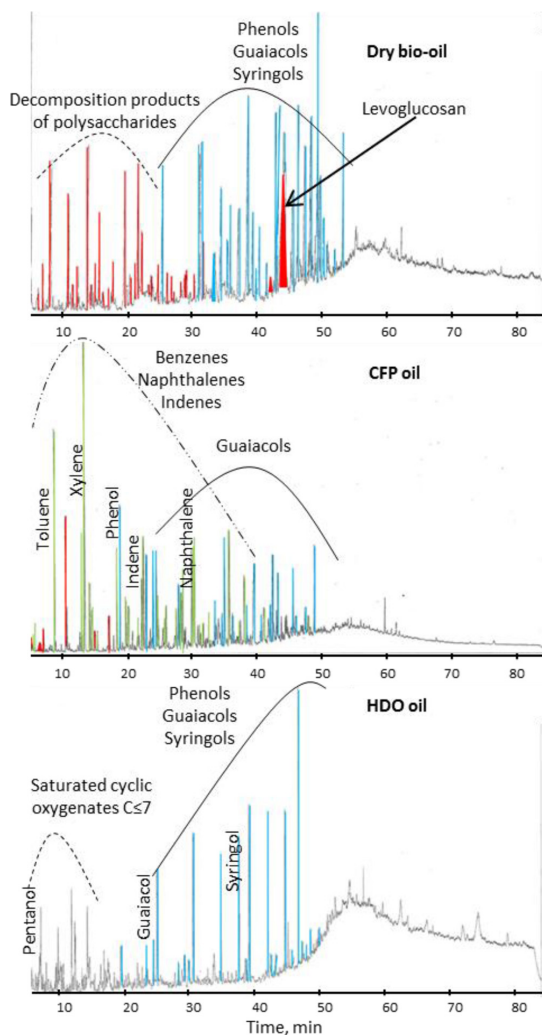 Phenols
Guaiacols
Syringols
Dry bio-oil
Decomposition products
of polysaccharides
Levoglucosan
10 20 30 40 50 60 70 80
Benzenes
Naphthalenes
Indenes
CFP oil
Guaiacols
Toluene
Xylene
Phenol
Indene
Naphthalene
10 20 30 40 50 60 70 80
Phenols
Guaiacols
Syringols
HDO oil
Saturated cyclic
oxygenates C≤7
Pentanol
Guaiacol
Syringol
10 20 30 40 50 60 70 80
Time, min